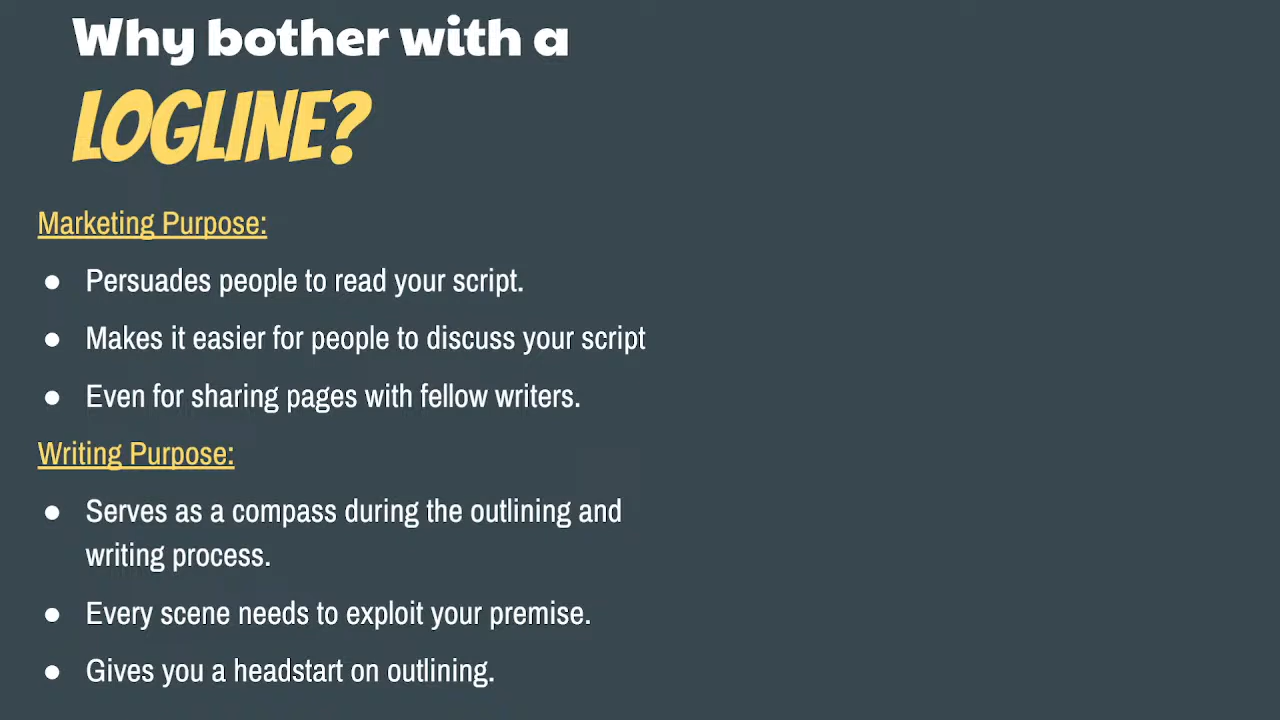 Why bother with a
LOGLINE?
Marketing Purpose:
● Persuades people to read your script.
● Makes it easier for people to discuss your script
● Even for sharing pages with fellow writers.
Writing Purpose:
● Serves as a compass during the outlining and
writing process.
● Every scene needs to exploit your premise.
● Gives you a headstart on outlining.